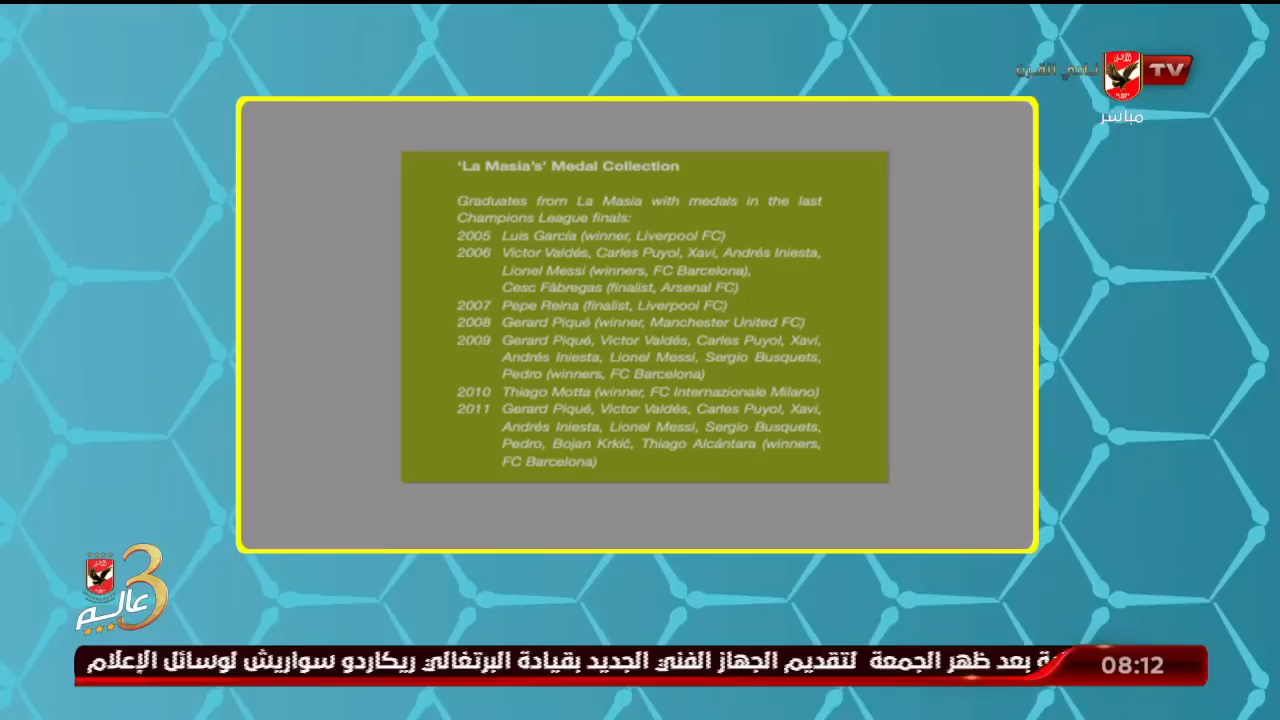 نادي القرن
TV
مباشر
‘La Masia’s’ Medal Collection
Graduates from La Masia with medals in the last
Champions League finals:
2005 Luis García (winner, Liverpool FC)
2006 Victor Valdés, Carles Puyol, Xavi, Andrés Iniesta,
Lionel Messi (winners, FC Barcelona),
Cesc Fàbregas (finalist, Arsenal FC)
2007 Pepe Reina (finalist, Liverpool FC)
2008 Gerard Piqué (winner, Manchester United FC)
2009 Gerard Piqué, Victor Valdés, Carles Puyol, Xaví,
Andrés Iniesta, Lionel Messi, Sergio Busquets,
Pedro (winners, FC Barcelona)
2010 Thiago Motta (winner, FC Internazionale Milano)
2011 Gerard Piqué, Victor Valdés, Carles Puyol, Xaví,
Andrés Iniesta, Lionel Messi, Sergio Busquets,
Pedro, Bojan Krkić, Thiago Alcántara (winners,
FC Barcelona)
3
عالم
بعد ظهر الجمعة لتقديم الجهاز الفني الجديد بقيادة البرتغالي ريكاردو سواريش لوسائل الإعلام
08:12